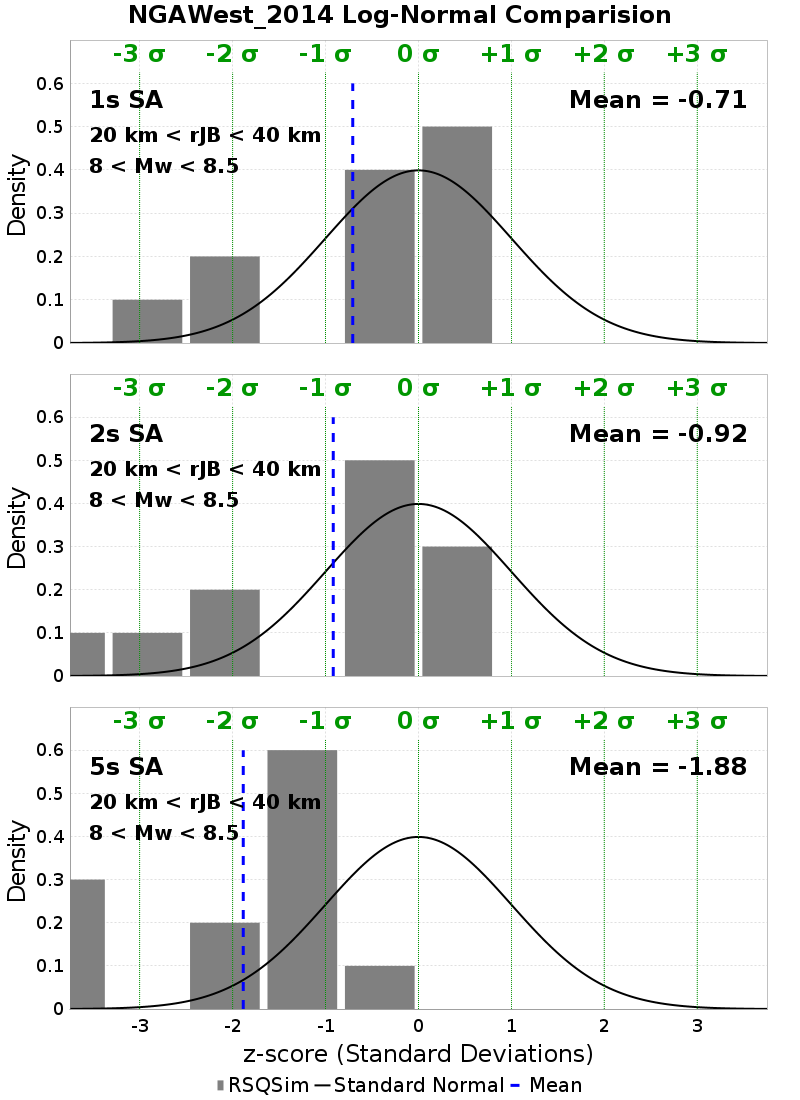 NGAWest_2014 Log-Normal Comparision
-3 σ -2 σ -1 σ 0 σ +1 σ +2 σ +3 σ
1s SA Mean = -0.71
20 km < rJB < 40 km
8 < Mw < 8.5
Density
0.6
0.5
0.4
0.3
0.2
0.1
0
-3 σ -2 σ -1 σ 0 σ +1 σ +2 σ +3 σ
2s SA Mean = -0.92
20 km < rJB < 40 km
8 < Mw < 8.5
Density
0.6
0.5
0.4
0.3
0.2
0.1
0
-3 σ -2 σ -1 σ 0 σ +1 σ +2 σ +3 σ
5s SA Mean = -1.88
20 km < rJB < 40 km
8 < Mw < 8.5
Density
0.6
0.5
0.4
0.3
0.2
0.1
0
-3 -2 -1 0 1 2 3
z-score (Standard Deviations)
RSQSim Standard Normal Mean